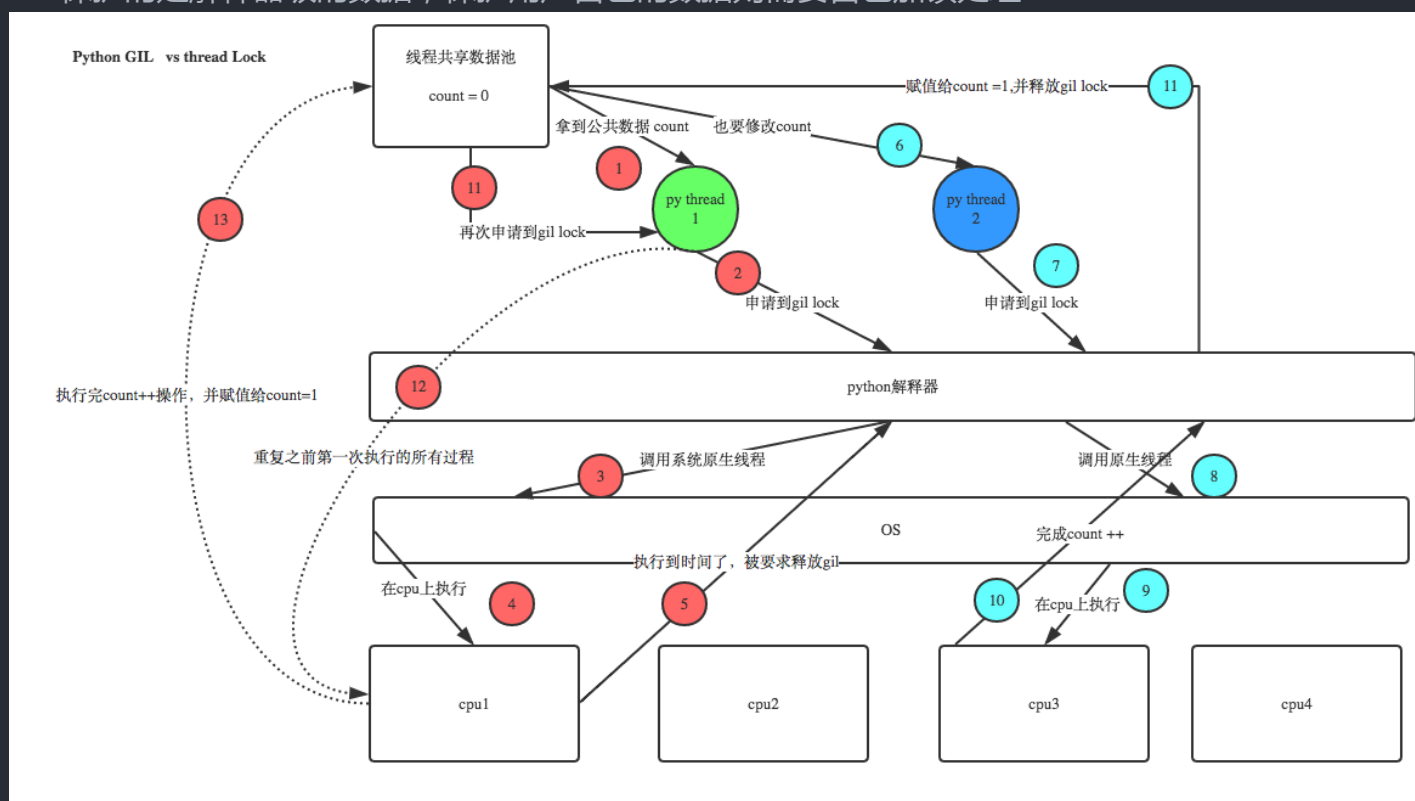 Python GIL vs thread Lock
线程共享数据池
count = 0
赋值给count =1,并释放gil lock
11
拿到公共数据 count
也要修改count
6
1
11
13
py thread
1
py thread
2
再次申请到gil lock
2
7
申请到gil lock
申请到gil lock
12
python解释器
执行完count++操作，并赋值给count=1
重复之前第一次执行的所有过程
3
调用系统原生线程
调用原生线程
8
OS
完成count ++
执行到时间了，被要求释放gil
在cpu上执行
4
5
10
在cpu上执行
9
cpu1
cpu2
cpu3
cpu4